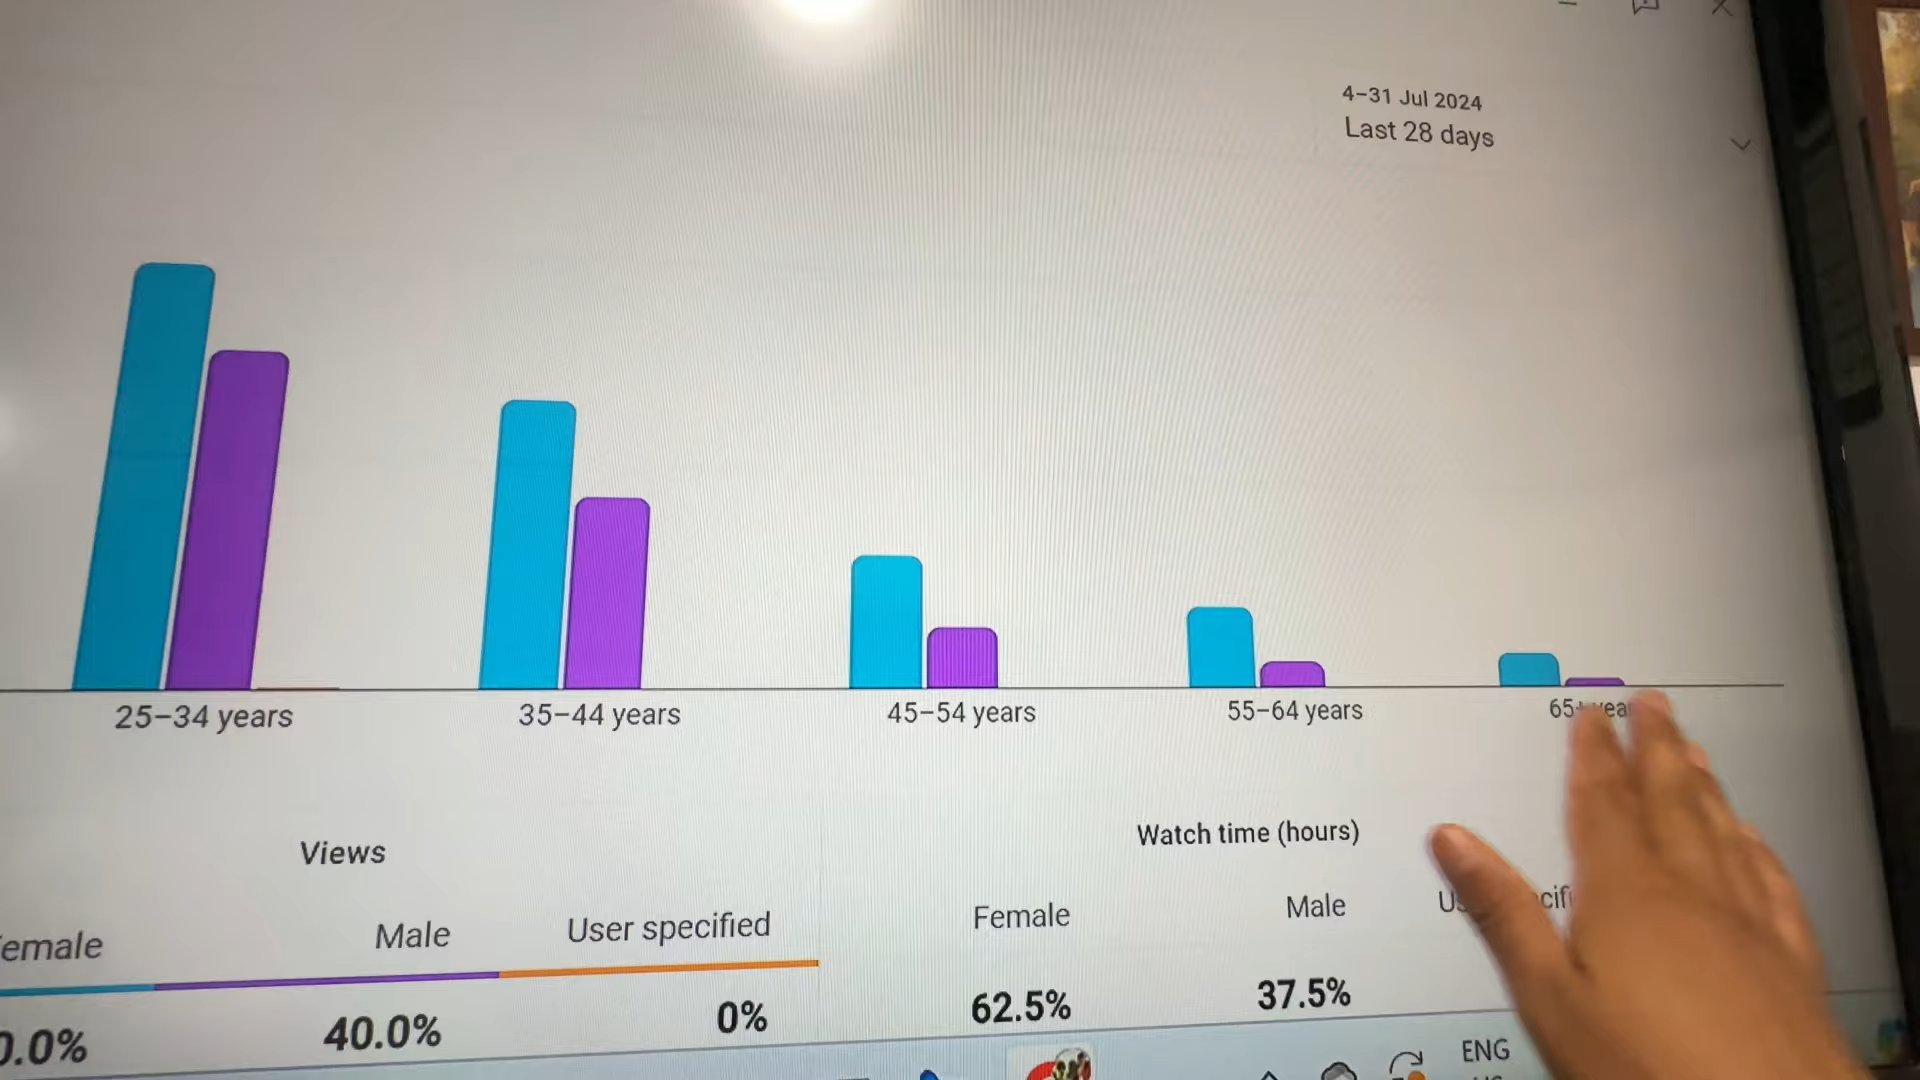 4–31 Jul 2024
Last 28 days
25–34 years
35–44 years
45–54 years
55–64 years
Views
Watch time (hours)
Male
User specified
Female
Male
40.0%
0%
62.5%
37.5%
ENG